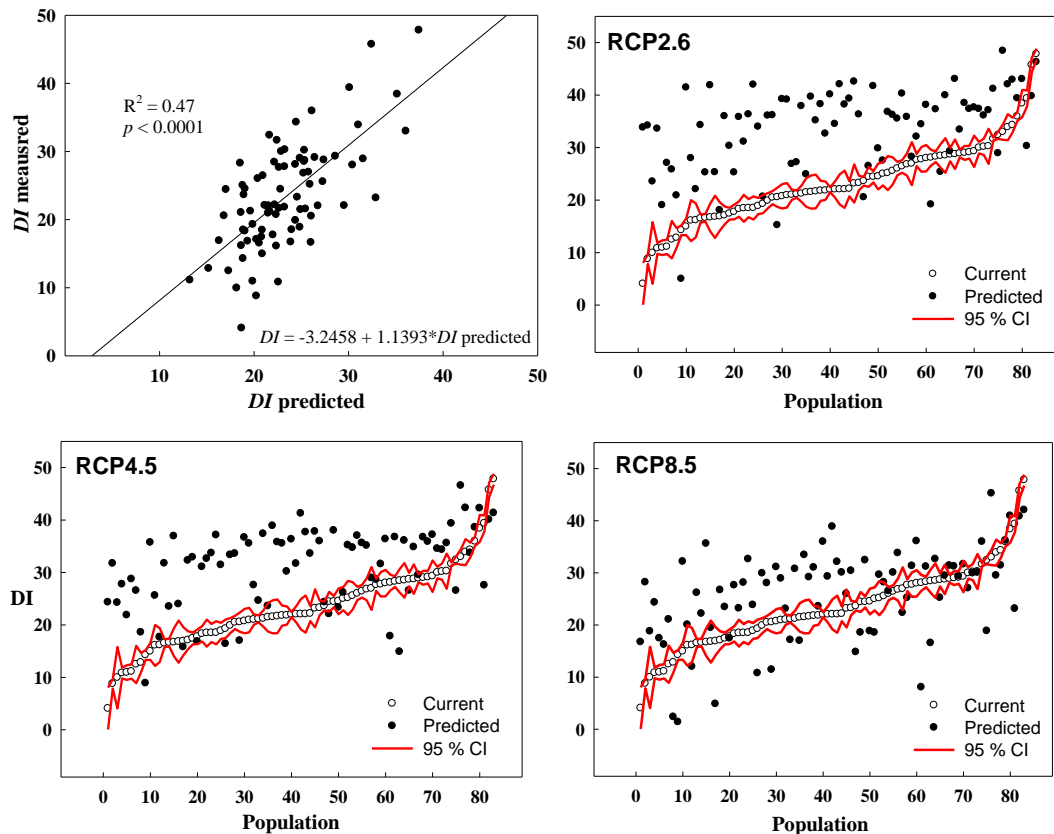 50
40
30
20
10
0
DI meausred
R² = 0.47
p < 0.0001
DI = -3.2458 + 1.1393*DI predicted
10 20 30 40 50
DI predicted
RCP2.6
50
40
30
20
10
0
Current
Predicted
95 % CI
0 10 20 30 40 50 60 70 80
Population
RCP4.5
50
40
30
20
10
0
DI
Current
Predicted
95 % CI
0 10 20 30 40 50 60 70 80
Population
RCP8.5
50
40
30
20
10
0
Current
Predicted
95 % CI
0 10 20 30 40 50 60 70 80
Population